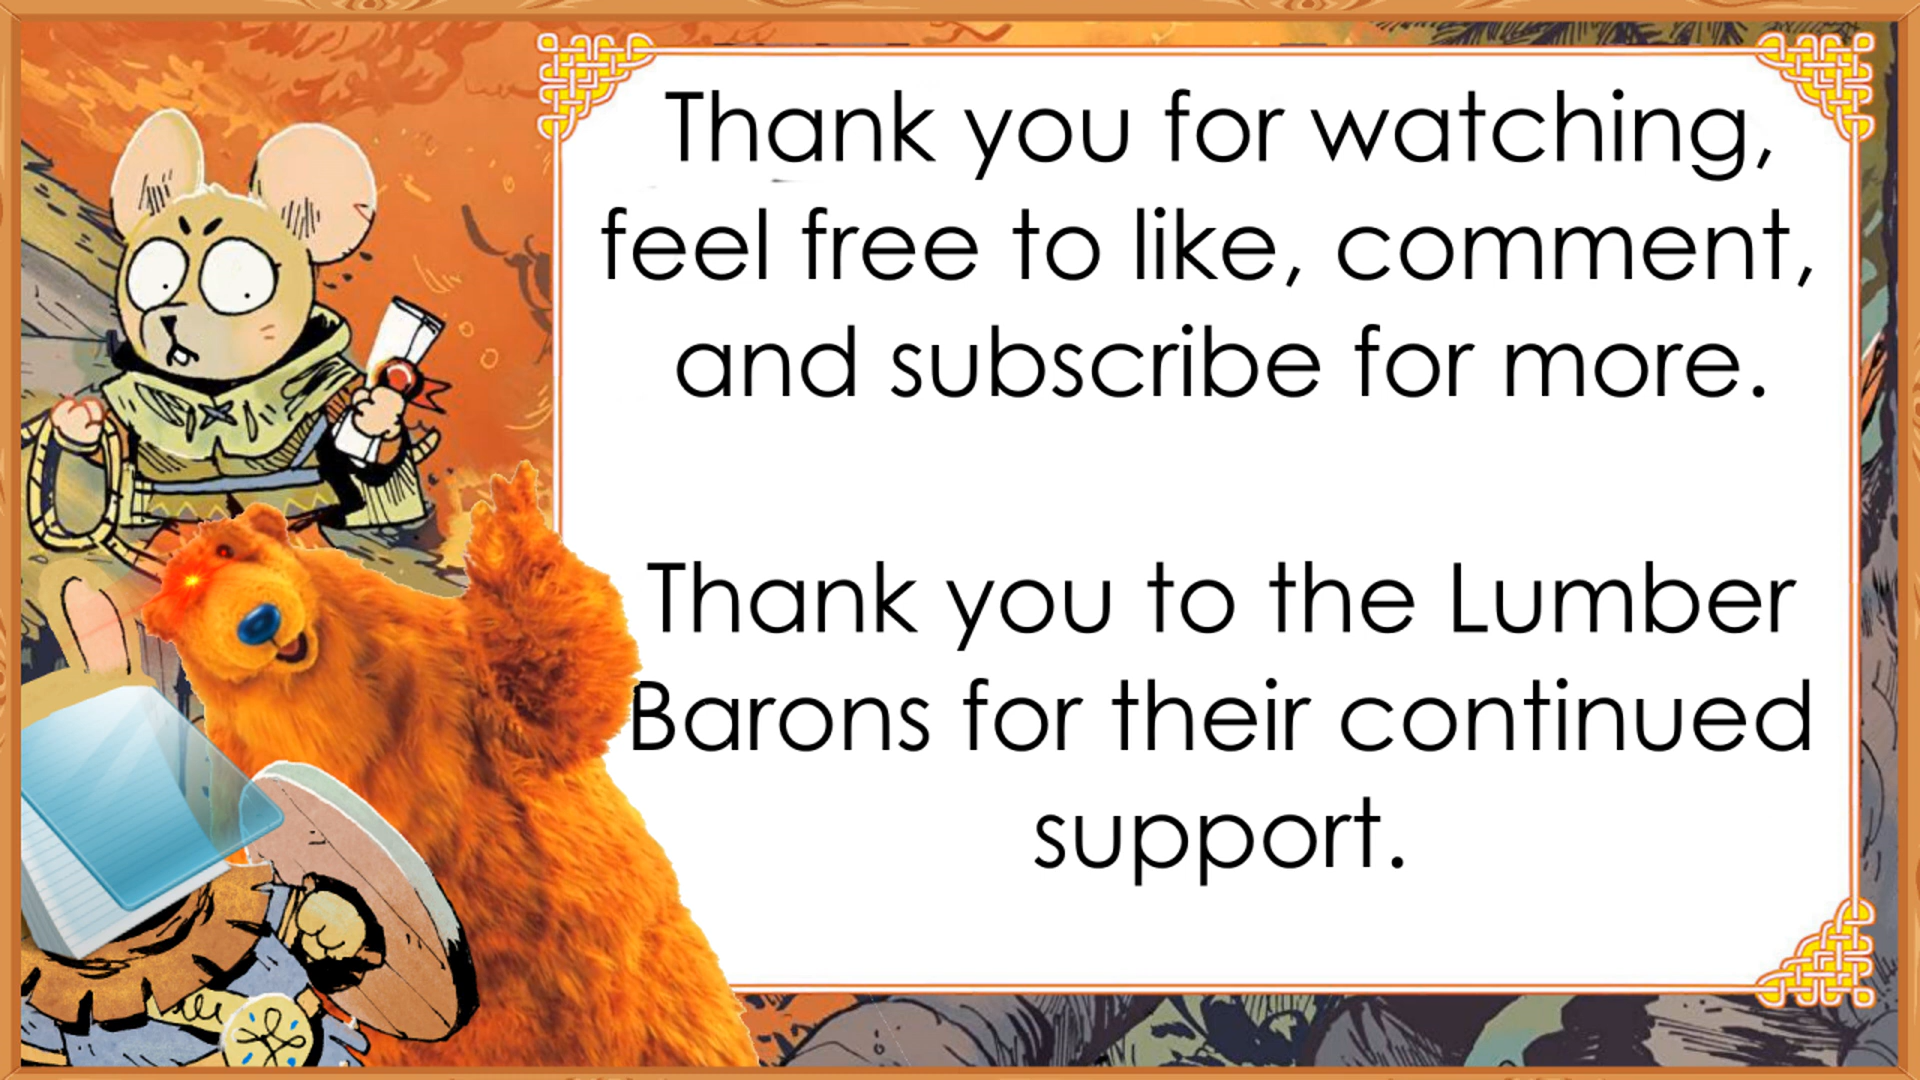 Thank you for watching,
feel free to like, comment,
and subscribe for more.
Thank you to the Lumber
Barons for their continued
support.